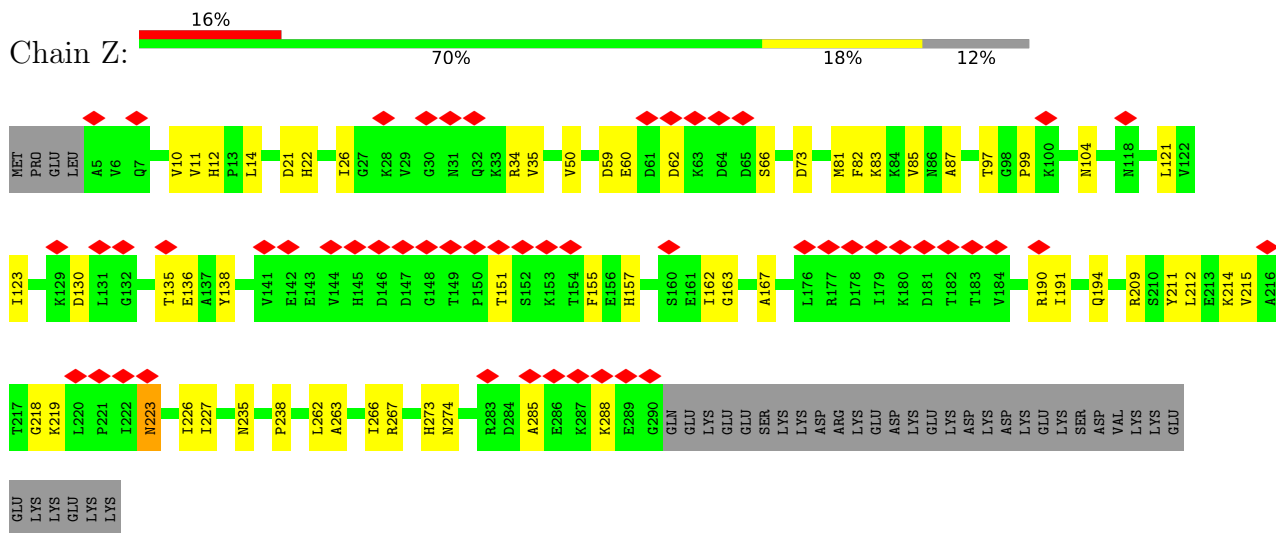 16%
Chain Z:
70% 18% 12%
MET PRO GLU LEU A5 V6 Q7 V10 V11 H12 P13 L14 D21 H22 I26 G27 K28 V29 G30 N31 Q32 K33 R34 V35 V50 D59 E60 D61 D62 K63 D64 D65 S66 D73 M81 F82 K83 K84 V85 N86 A87 T97 G98 P99 K100 N104 N118 L121 V122
I123 K129 D130 L131 G132 T135 E136 A137 Y138 V141 E142 E143 V144 H145 D146 D147 G148 T149 P150 T151 S152 K153 T154 F155 E156 H157 S160 E161 I162 G163 A167 L176 R177 D178 I179 K180 D181 T182 T183 V184 R190 I191 Q194 R209 S210 Y211 L212 E213 K214 V215 A216
T217 G218 K219 L220 P221 I222 N223 I226 I227 N235 P238 L262 A263 I266 R267 H273 N274 R283 D284 A285 E286 K287 K288 E289 G290 GLN GLU LYS GLU GLU SER LYS LYS ASP ARG LYS GLU ASP LYS GLU LYS ASP LYS ASP LYS GLU LYS SER ASP VAL LYS LYS GLU
GLU LYS LYS GLU LYS LYS